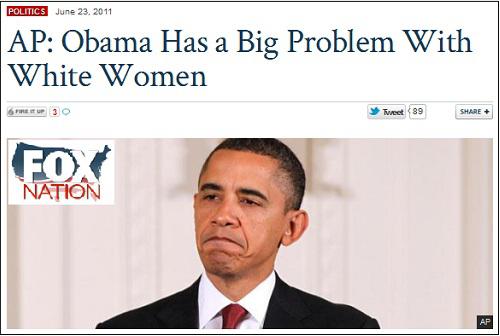 POLITICS June 23, 2011
AP: Obama Has a Big Problem With
White Women
FIRE IT UP 3 Tweet 89 SHARE +
FOX
NATION
AP